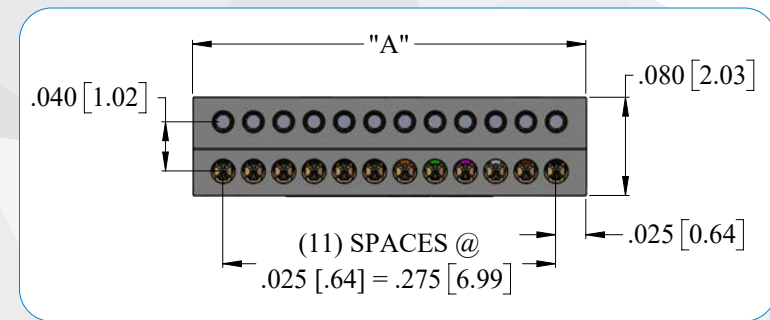 "A"
.040 [1.02]
.080 [2.03]
(11) SPACES @
.025 [.64] = .275 [6.99]
.025 [0.64]